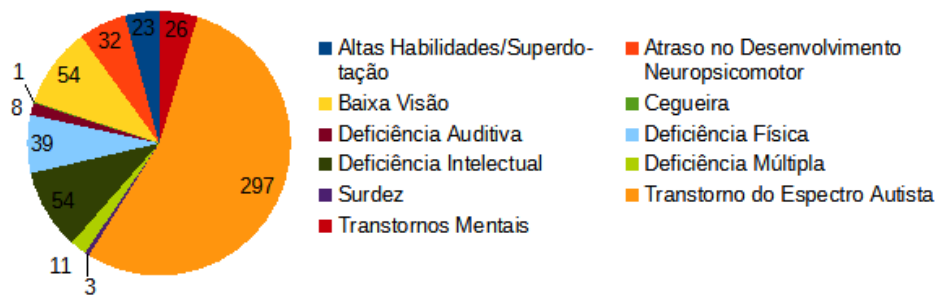 23
26
32
54
1
8
39
54
11
3
297
Altas Habilidades/Superdo-
tação
Atraso no Desenvolvimento
Neuropsicomotor
Baixa Visão
Cegueira
Deficiência Auditiva
Deficiência Física
Deficiência Intelectual
Deficiência Múltipla
Surdez
Transtorno do Espectro Autista
Transtornos Mentais